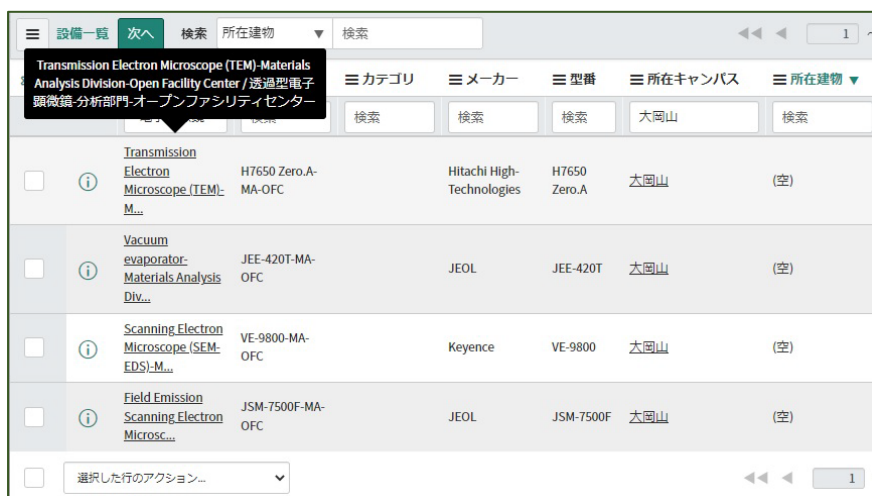 設備一覧 次へ 検索 所在建物 ▼ 検索 1 ~
Transmission Electron Microscope (TEM)-Materials
Analysis Division-Open Facility Center / 透過型電子
顕微鏡-分析部門-オープンファシリティセンター
カテゴリ メーカー 型番 所在キャンパス 所在建物 ▼
検索 検索 検索 大岡山 検索
Transmission
Electron
Microscope (TEM)-
M...
H7650 Zero.A-
MA-OFC
Hitachi High-
Technologies
H7650
Zero.A
大岡山
(空)
Vacuum
evaporator-
Materials Analysis
Div...
JEE-420T-MA-
OFC
JEOL
JEE-420T
大岡山
(空)
Scanning Electron
Microscope (SEM-
EDS)-M...
VE-9800-MA-
OFC
Keyence
VE-9800
大岡山
(空)
Field Emission
Scanning Electron
Microsc...
JSM-7500F-MA-
OFC
JEOL
JSM-7500F
大岡山
(空)
選択した行のアクション... 1